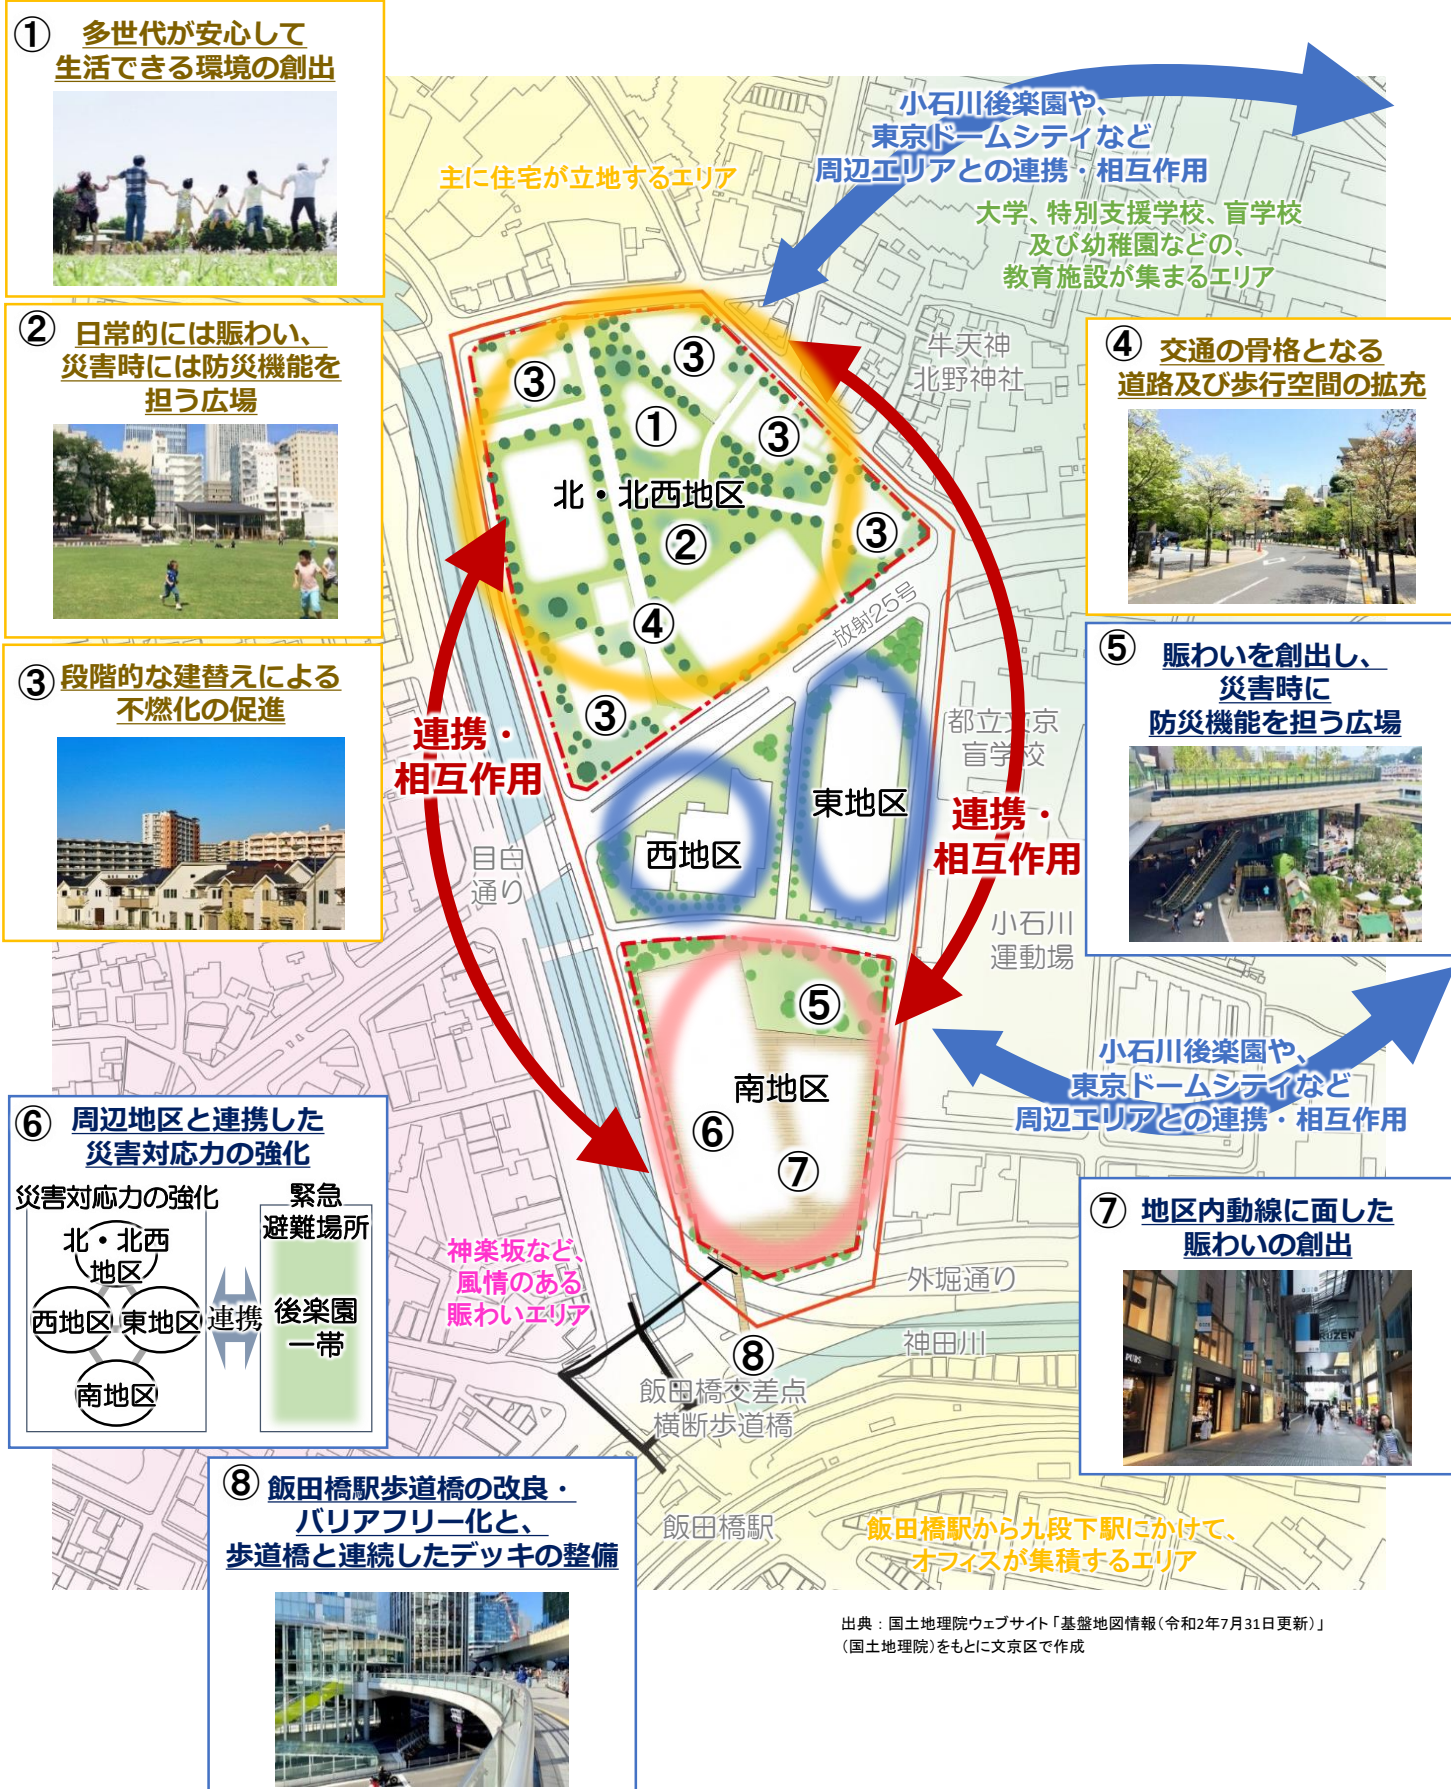 ① 多世代が安心して
生活できる環境の創出
② 日常的には賑わい、
災害時には防災機能を
担う広場
③ 段階的な建替えによる
不燃化の促進
小石川後楽園や、
東京ドームシティなど
周辺エリアとの連携・相互作用
主に住宅が立地するエリア
大学、特別支援学校、盲学校
及び幼稚園などの、
教育施設が集まるエリア
牛天神
北野神社
④ 交通の骨格となる
道路及び歩行空間の拡充
⑤ 賑わいを創出し、
災害時に
防災機能を担う広場
③
③
①
③
北・北西地区
②
③
④
③
放射25号
連携・
相互作用
都立文京
盲学校
東地区
西地区
連携・
相互作用
目白
通り
小石川
運動場
⑤
南地区
⑥
⑦
小石川後楽園や、
東京ドームシティなど
周辺エリアとの連携・相互作用
⑥ 周辺地区と連携した
災害対応力の強化
災害対応力の強化
北・北西
地区
西地区
東地区
南地区
連携
緊急
避難場所
後楽園
一帯
神楽坂など、
風情のある
賑わいエリア
外堀通り
神田川
⑧
飯田橋交差点
横断歩道橋
飯田橋駅
⑦ 地区内動線に面した
賑わいの創出
飯田橋駅から九段下駅にかけて、
オフィスが集積するエリア
⑧ 飯田橋駅歩道橋の改良・
バリアフリー化と、
歩道橋と連続したデッキの整備
出典：国土地理院ウェブサイト「基盤地図情報（令和2年7月31日更新）」
（国土地理院）をもとに文京区で作成